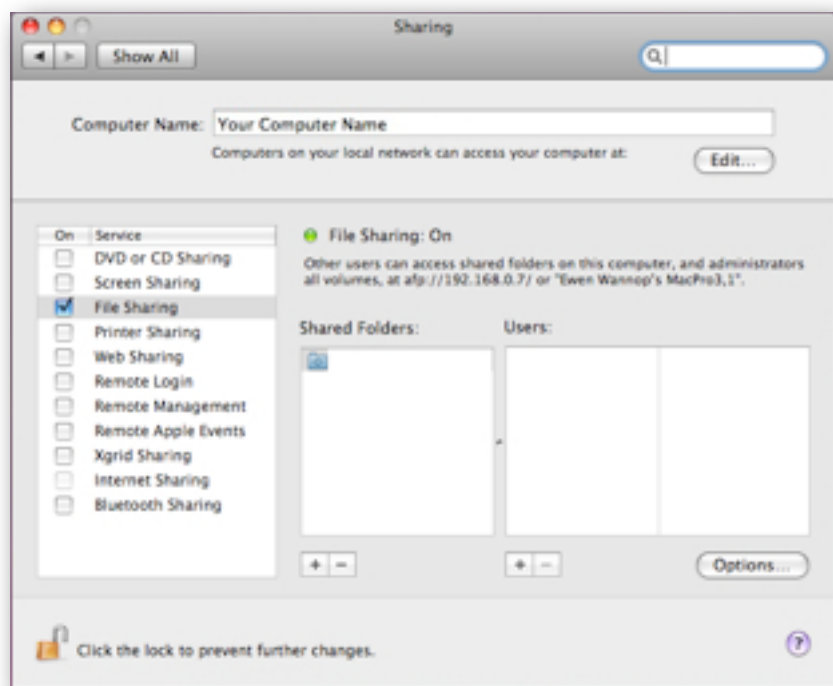 Sharing
Show All
Computer Name: Your Computer Name
Computers on your local network can access your computer at:
Edit...
On Service
DVD or CD Sharing
Screen Sharing
File Sharing
Printer Sharing
Web Sharing
Remote Login
Remote Management
Remote Apple Events
Xgrid Sharing
Internet Sharing
Bluetooth Sharing
File Sharing: On
Other users can access shared folders on this computer, and administrators
all volumes, at afp://192.168.0.7/ or "Ewen Wannop's MacPro3,1".
Shared Folders:
Users:
+ −
+ −
Options...
Click the lock to prevent further changes.
?